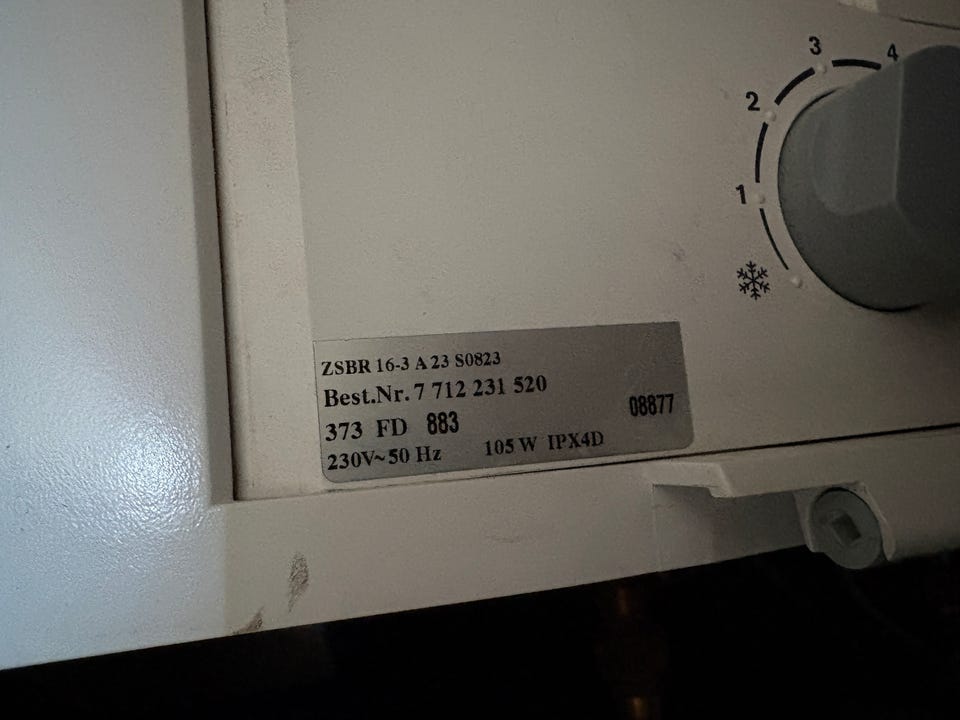 3
4
2
1
ZSBR 16-3 A 23 S0823
Best.Nr. 7 712 231 520
373 FD 883 08877
230V~50 Hz 105 W IPX4D